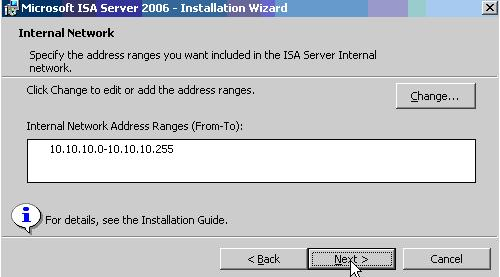 Microsoft ISA Server 2006 - Installation Wizard
Internal Network
Specify the address ranges you want included in the ISA Server Internal
network.
Click Change to edit or add the address ranges.
Change...
Internal Network Address Ranges (From-To):
10.10.10.0-10.10.10.255
For details, see the Installation Guide.
< Back
Next >
Cancel